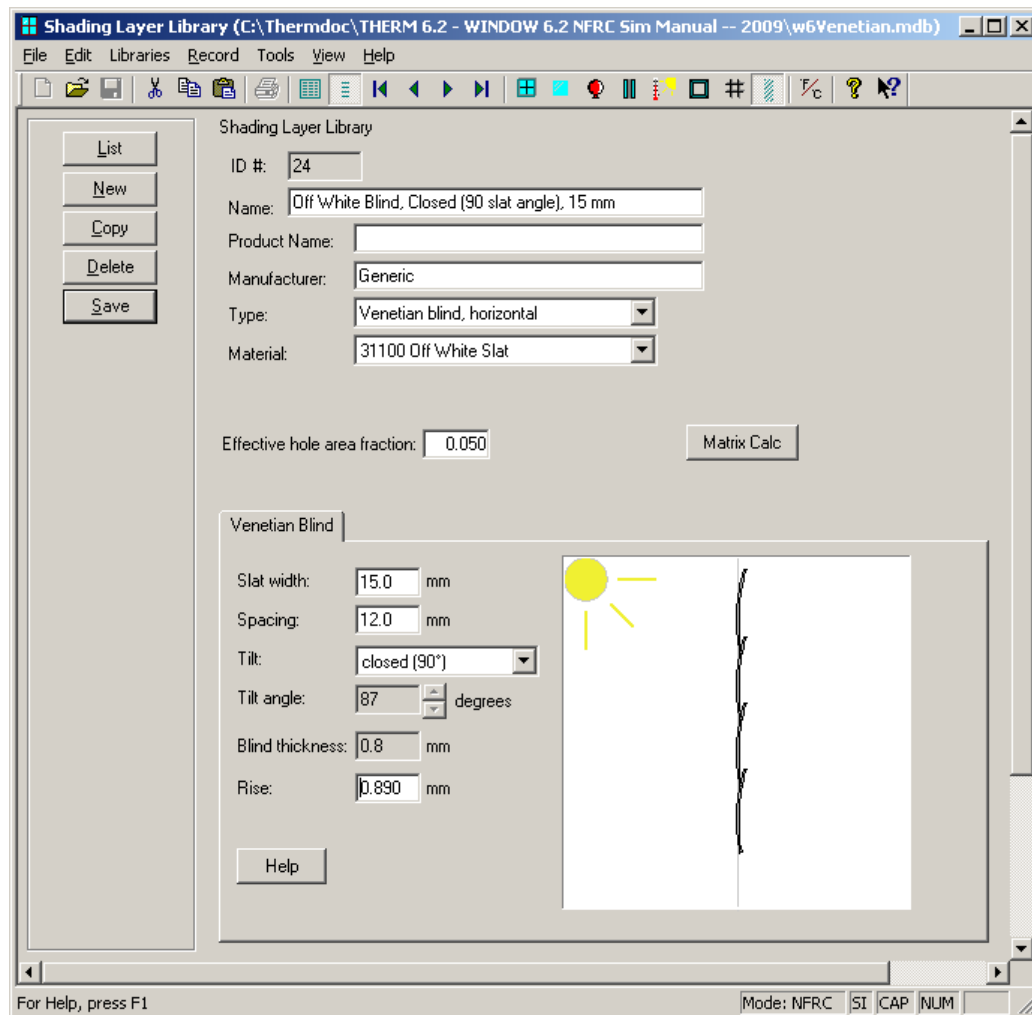 Shading Layer Library (C:\Thermdoc\THERM 6.2 - WINDOW 6.2 NFRC Sim Manual -- 2009\w6Venetian.mdb)
File Edit Libraries Record Tools View Help
°F/c ? ?
List
New
Copy
Delete
Save
Shading Layer Library
ID #: 24
Name: Off White Blind, Closed (90 slat angle), 15 mm
Product Name:
Manufacturer: Generic
Type: Venetian blind, horizontal
Material: 31100 Off White Slat
Effective hole area fraction: 0.050 Matrix Calc
Venetian Blind
Slat width: 15.0 mm
Spacing: 12.0 mm
Tilt: closed (90°)
Tilt angle: 87 degrees
Blind thickness: 0.8 mm
Rise: 0.890 mm
Help
For Help, press F1 Mode: NFRC SI CAP NUM